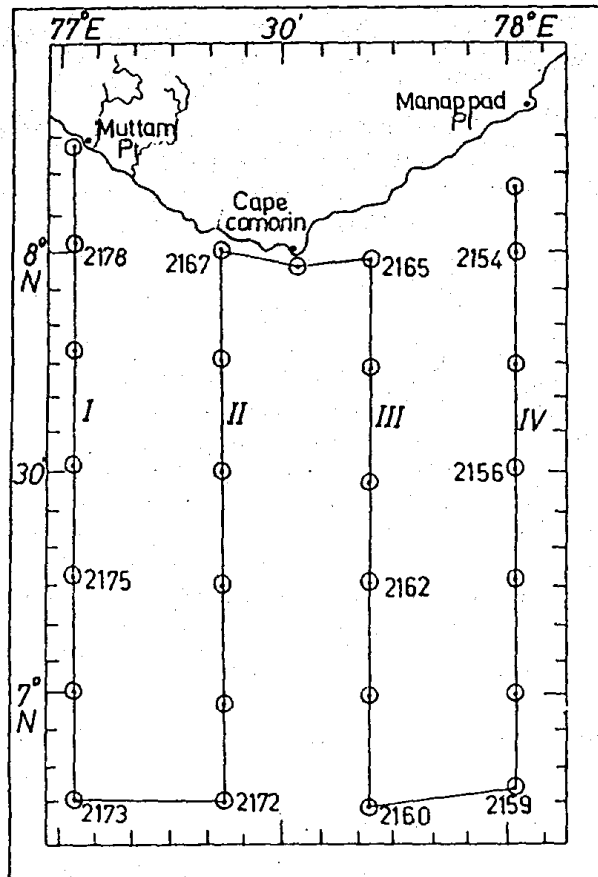 77°E 30' 78°E
Manappad
Pt
Muttam
Pt
Cape
comorin
8°
N
2178 2167 2165 2154
I II III IV
30'
2156
2175 2162
7°
N
2173 2172 2160 2159